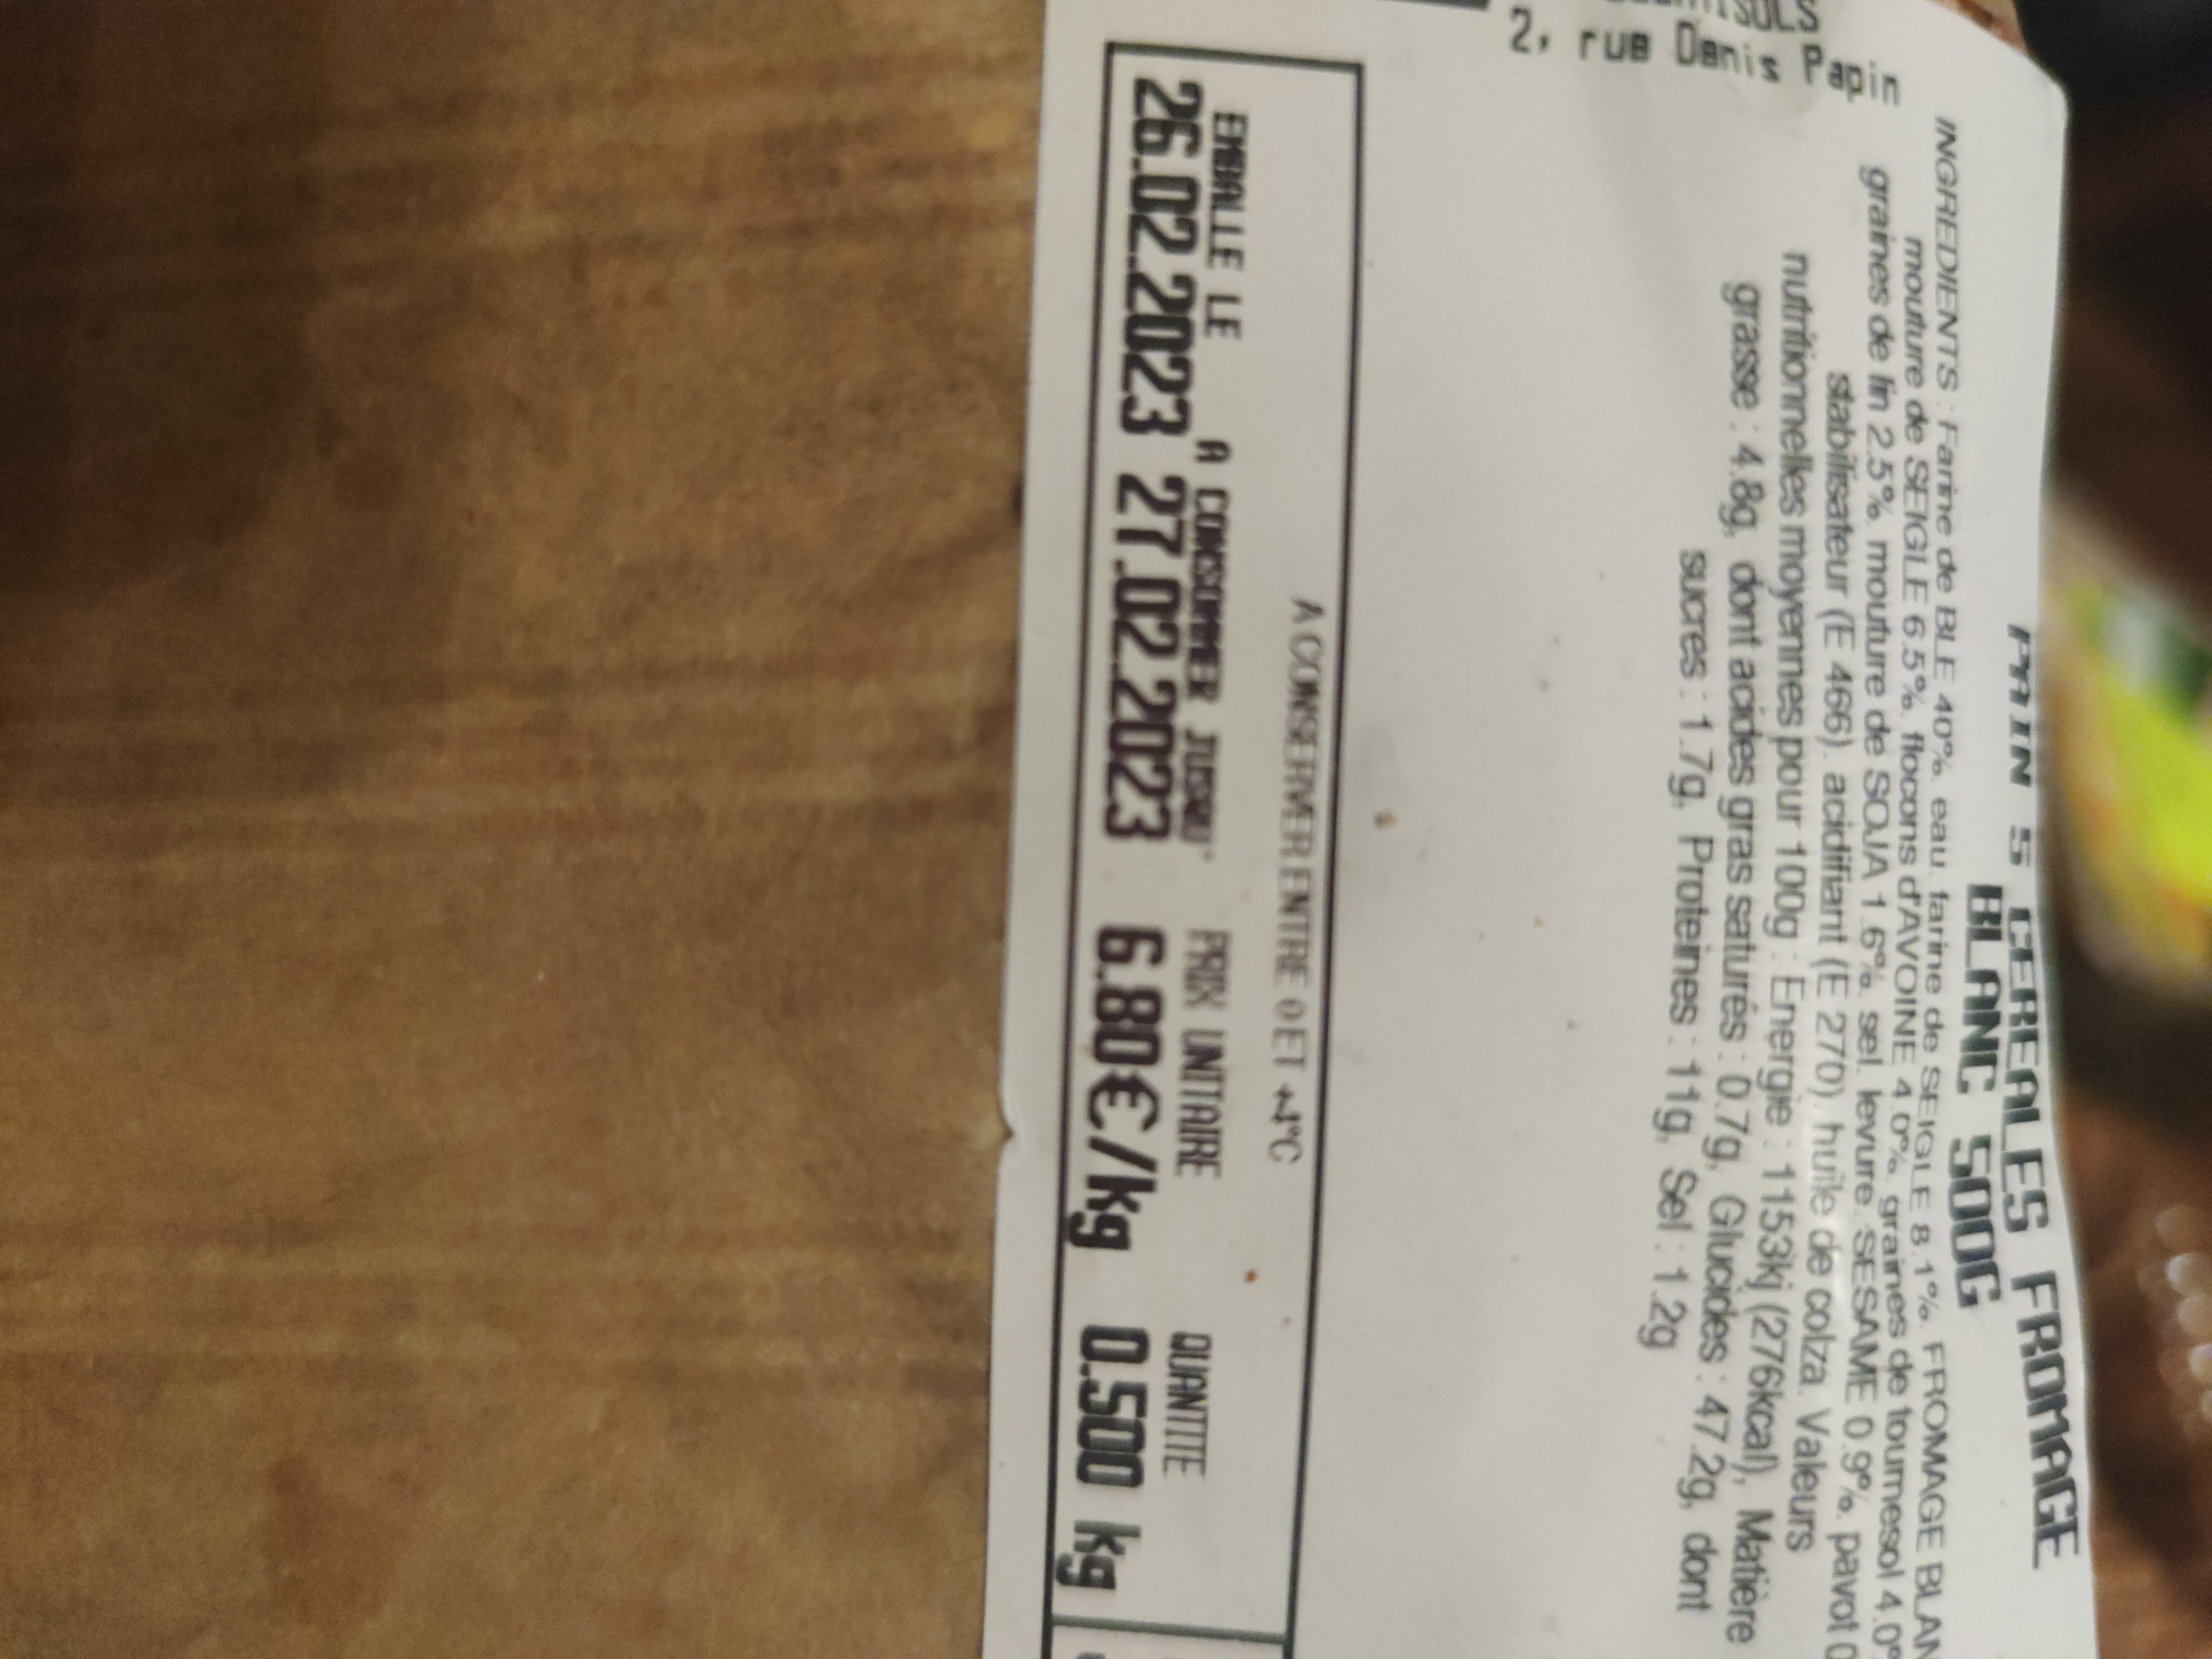 2, rue Denis Papin
PAIN 5 CEREALES FROMAGE
BLANC 500G
INGREDIENTS : Farine de BLE 40%, eau, farine de SEIGLE 8.1%, FROMAGE BLAN
mouture de SEIGLE 6.5%, flocons d'AVOINE 4.0%, graines de tournesol 4.0%
graines de lin 2.5%, mouture de SOJA 1.6%, sel, levure, SESAME 0.9%, pavot 0
stabilisateur (E 466), acidifiant (E 270), huile de colza. Valeurs
nutritionnelles moyennes pour 100g : Energie : 1153kj (276kcal), Matière
grasse : 4.8g, dont acides gras saturés : 0.7g, Glucides : 47.2g, dont
sucres : 1.7g, Proteines : 11g, Sel : 1.2g
A CONSERVER ENTRE 0 ET +4°C
EMBALLE LE A CONSOMMER JUSQU' PRIX UNITAIRE QUANTITE
26.02.2023 27.02.2023 6.80€/kg 0.500 kg